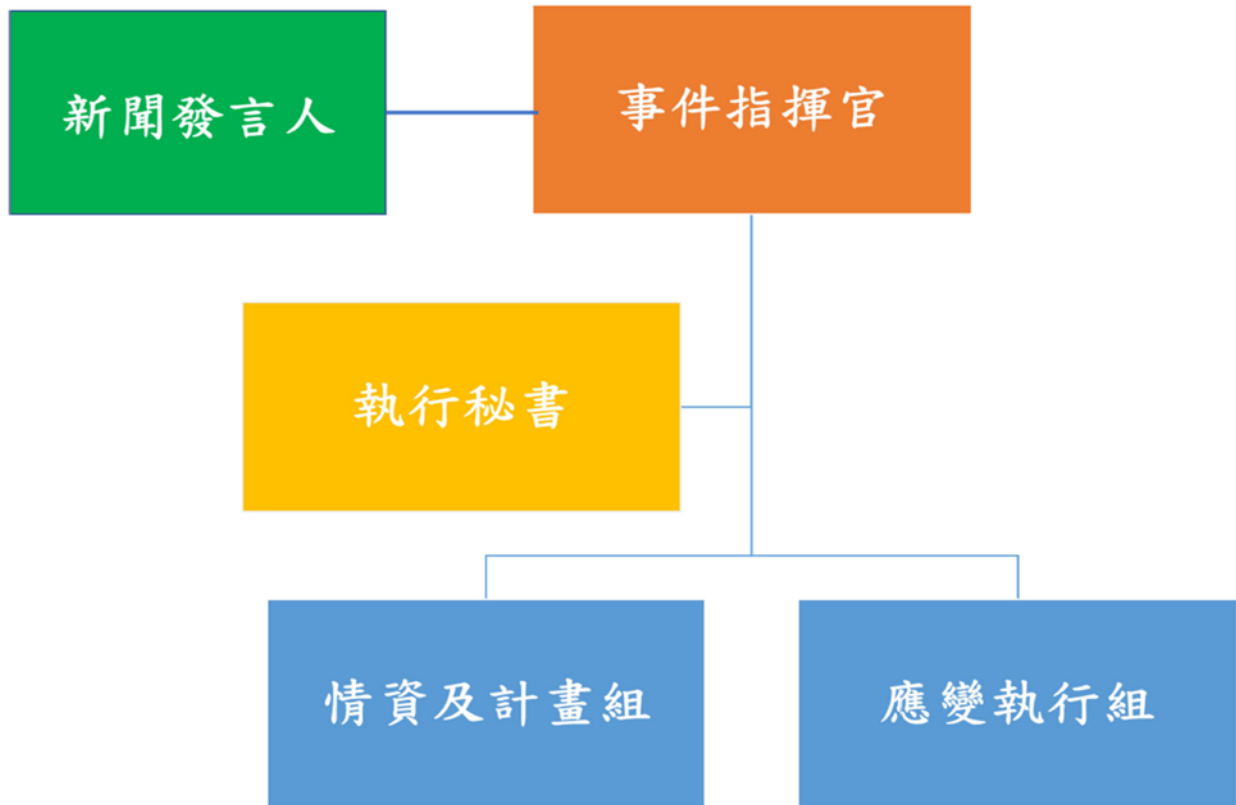 新聞發言人
事件指揮官
執行秘書
情資及計畫組
應變執行組